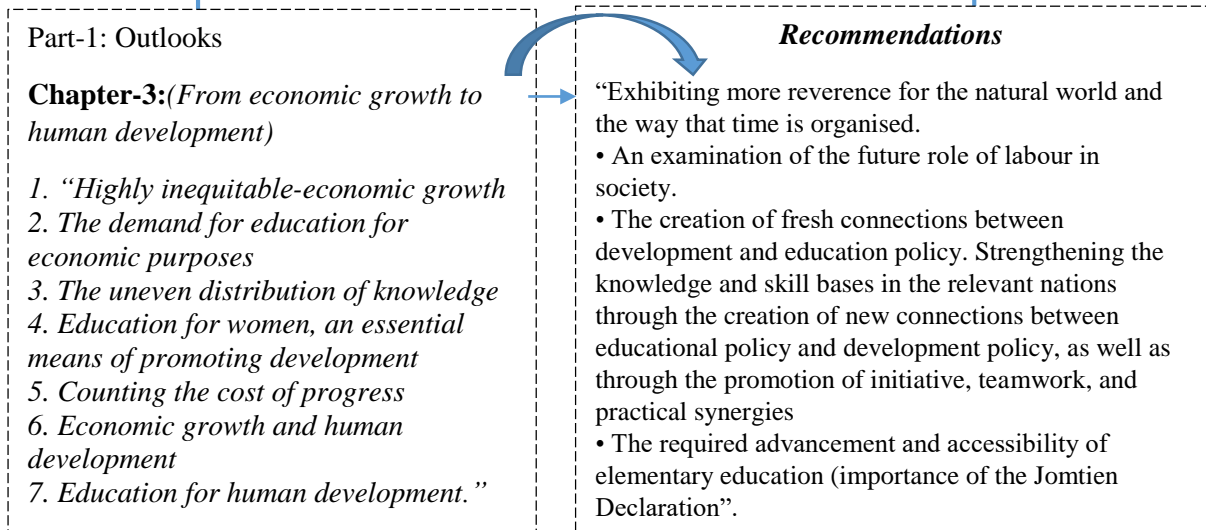 Part-1: Outlooks
Chapter-3:(From economic growth to
human development)
1. “Highly inequitable-economic growth
2. The demand for education for
economic purposes
3. The uneven distribution of knowledge
4. Education for women, an essential
means of promoting development
5. Counting the cost of progress
6. Economic growth and human
development
7. Education for human development.”
Recommendations
“Exhibiting more reverence for the natural world and
the way that time is organised.
• An examination of the future role of labour in
society.
• The creation of fresh connections between
development and education policy. Strengthening the
knowledge and skill bases in the relevant nations
through the creation of new connections between
educational policy and development policy, as well as
through the promotion of initiative, teamwork, and
practical synergies
• The required advancement and accessibility of
elementary education (importance of the Jomtien
Declaration”.